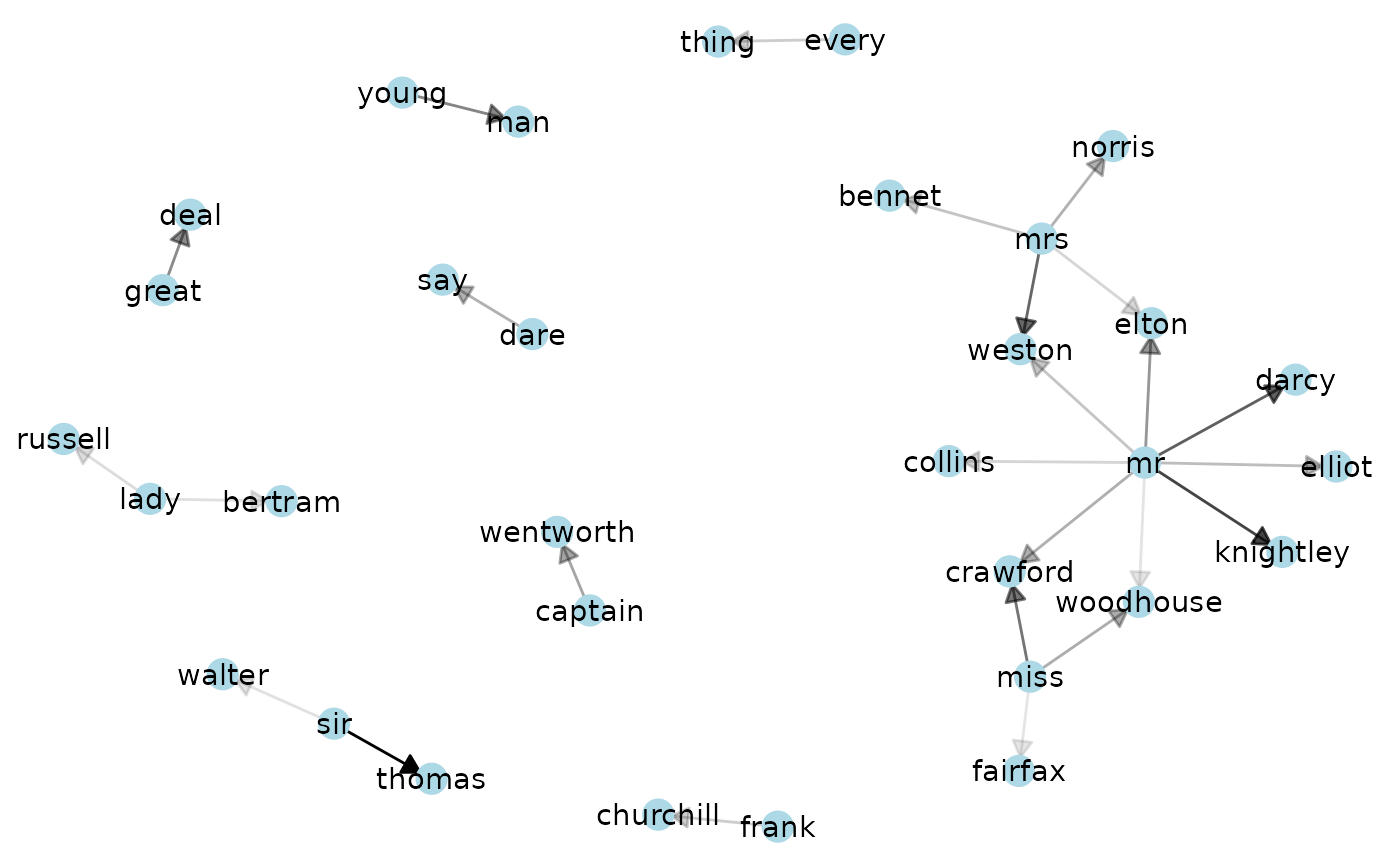 thing
every
young
man
norris
bennet
deal
mrs
say
great
elton
dare
weston
darcy
russell
collins
mr
elliot
lady
bertram
wentworth
knightley
crawford
woodhouse
captain
walter
miss
sir
fairfax
thomas
churchill
frank